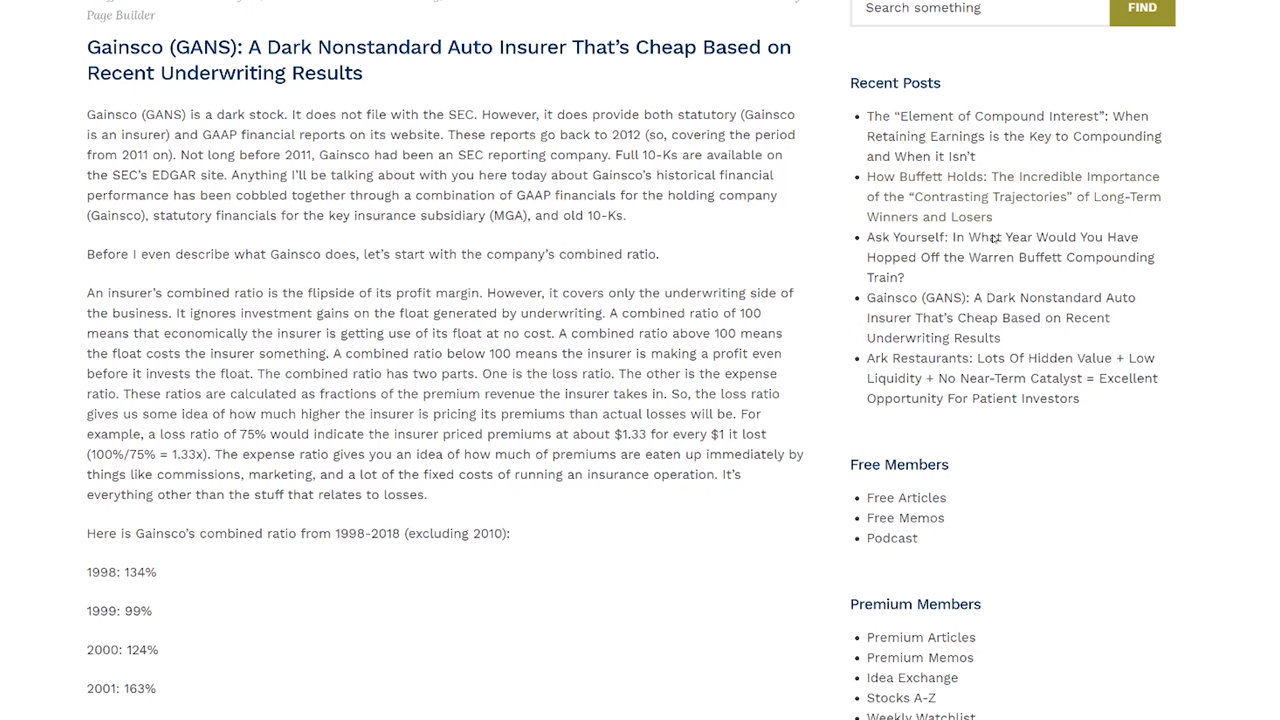 Page Builder
Gainsco (GANS): A Dark Nonstandard Auto Insurer That's Cheap Based on
Recent Underwriting Results
Gainsco (GANS) is a dark stock. It does not file with the SEC. However, it does provide both statutory (Gainsco
is an insurer) and GAAP financial reports on its website. These reports go back to 2012 (so, covering the period
from 2011 on). Not long before 2011, Gainsco had been an SEC reporting company. Full 10-Ks are available on
the SEC's EDGAR site. Anything I'll be talking about with you here today about Gainsco's historical financial
performance has been cobbled together through a combination of GAAP financials for the holding company
(Gainsco), statutory financials for the key insurance subsidiary (MGA), and old 10-Ks.
Before I even describe what Gainsco does, let's start with the company's combined ratio.
An insurer's combined ratio is the flipside of its profit margin. However, it covers only the underwriting side of
the business. It ignores investment gains on the float generated by underwriting. A combined ratio of 100
means that economically the insurer is getting use of its float at no cost. A combined ratio above 100 means
the float costs the insurer something. A combined ratio below 100 means the insurer is making a profit even
before it invests the float. The combined ratio has two parts. One is the loss ratio. The other is the expense
ratio. These ratios are calculated as fractions of the premium revenue the insurer takes in. So, the loss ratio
gives us some idea of how much higher the insurer is pricing its premiums than actual losses will be. For
example, a loss ratio of 75% would indicate the insurer priced premiums at about $1.33 for every $1 it lost
(100%/75% = 1.33x). The expense ratio gives you an idea of how much of premiums are eaten up immediately by
things like commissions, marketing, and a lot of the fixed costs of running an insurance operation. It's
everything other than the stuff that relates to losses.
Here is Gainsco's combined ratio from 1998-2018 (excluding 2010):
1998: 134%
1999: 99%
2000: 124%
2001: 163%
Search something
FIND
Recent Posts
The “Element of Compound Interest”: When
Retaining Earnings is the Key to Compounding
and When it Isn't
How Buffett Holds: The Incredible Importance
of the “Contrasting Trajectories” of Long-Term
Winners and Losers
Ask Yourself: In What Year Would You Have
Hopped Off the Warren Buffett Compounding
Train?
Gainsco (GANS): A Dark Nonstandard Auto
Insurer That's Cheap Based on Recent
Underwriting Results
Ark Restaurants: Lots Of Hidden Value + Low
Liquidity + No Near-Term Catalyst = Excellent
Opportunity For Patient Investors
Free Members
Free Articles
Free Memos
Podcast
Premium Members
Premium Articles
Premium Memos
Idea Exchange
Stocks A-Z
Weekly Watchlist